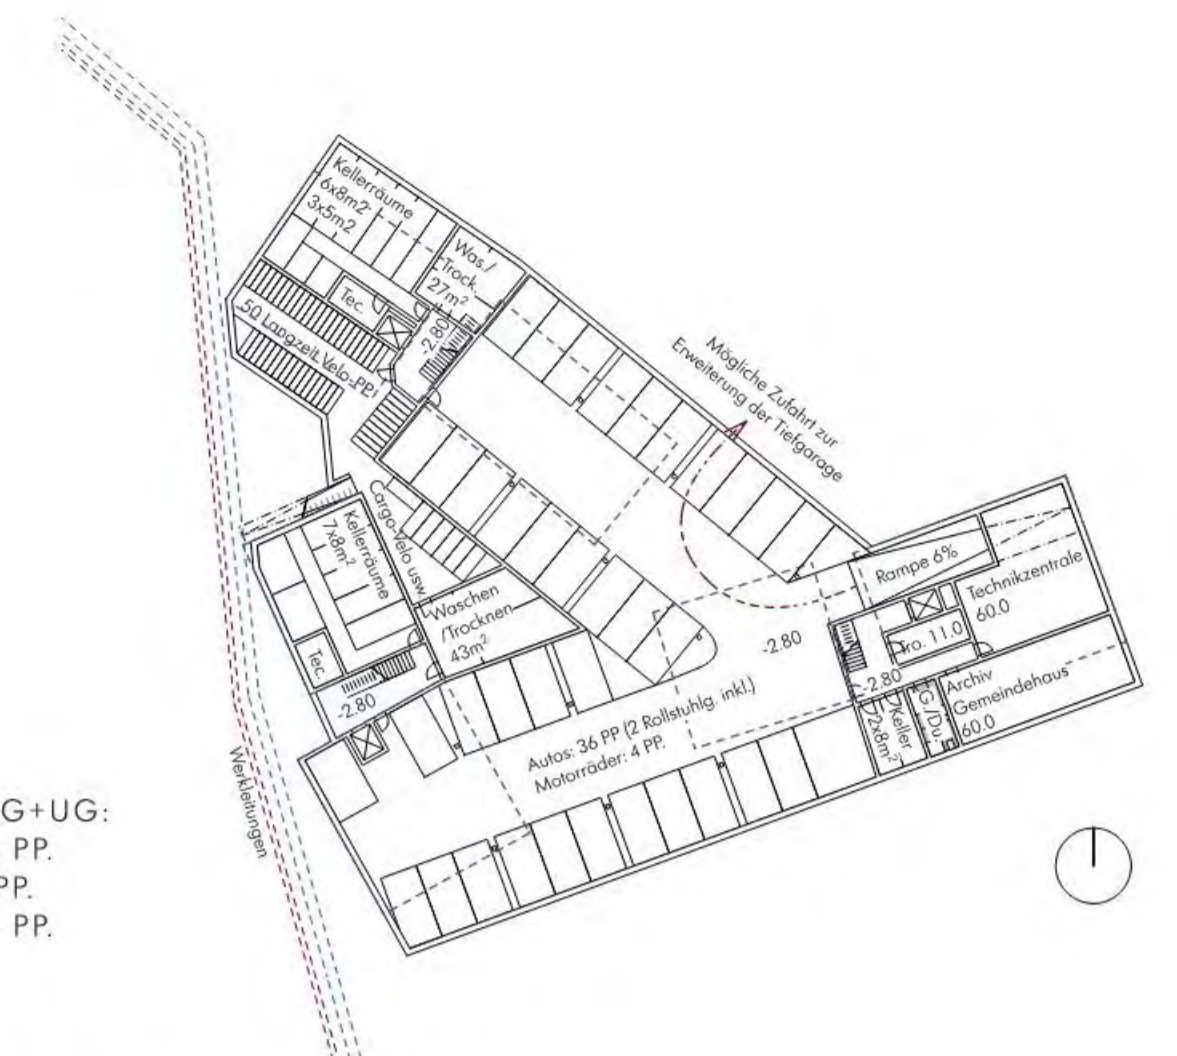 Kellerräume
6x8m2
3x5m2
Was./
Trock.
27m²
Tec.
-2.80
50 Langzeit Velo-PP.
Mögliche Zufahrt zur
Erweiterung der Tiefgarage
Cargo-Velo usw.
Kellerräume
7x8m²
Waschen
/Trocknen
43m²
Tec.
-2.80
Rampe 6%
Technikzentrale
60.0
Tro. 11.0
-2.80
-2.80
Archiv
Gemeindehaus
60.0
Keller
2x8m²
G./Du.
Autos: 36 PP (2 Rollstuhlg. inkl.)
Motorräder: 4 PP.
Werkleitungen
G+UG:
PP.
PP.
PP.